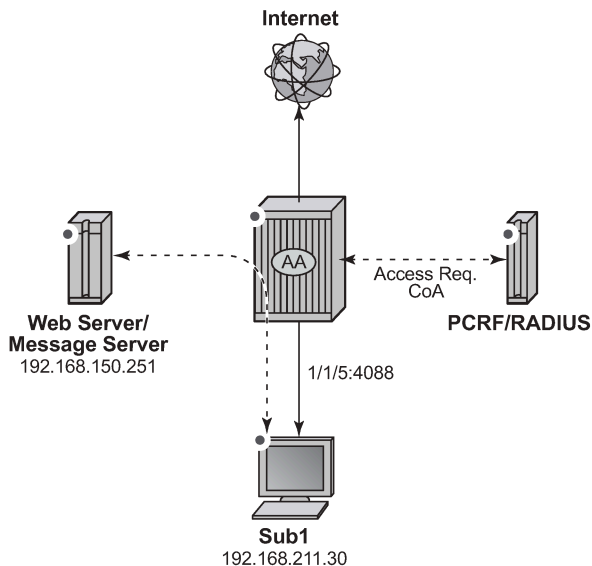 Internet
AA
Access Req.
CoA
Web Server/
Message Server
192.168.150.251
PCRF/RADIUS
1/1/5:4088
Sub1
192.168.211.30